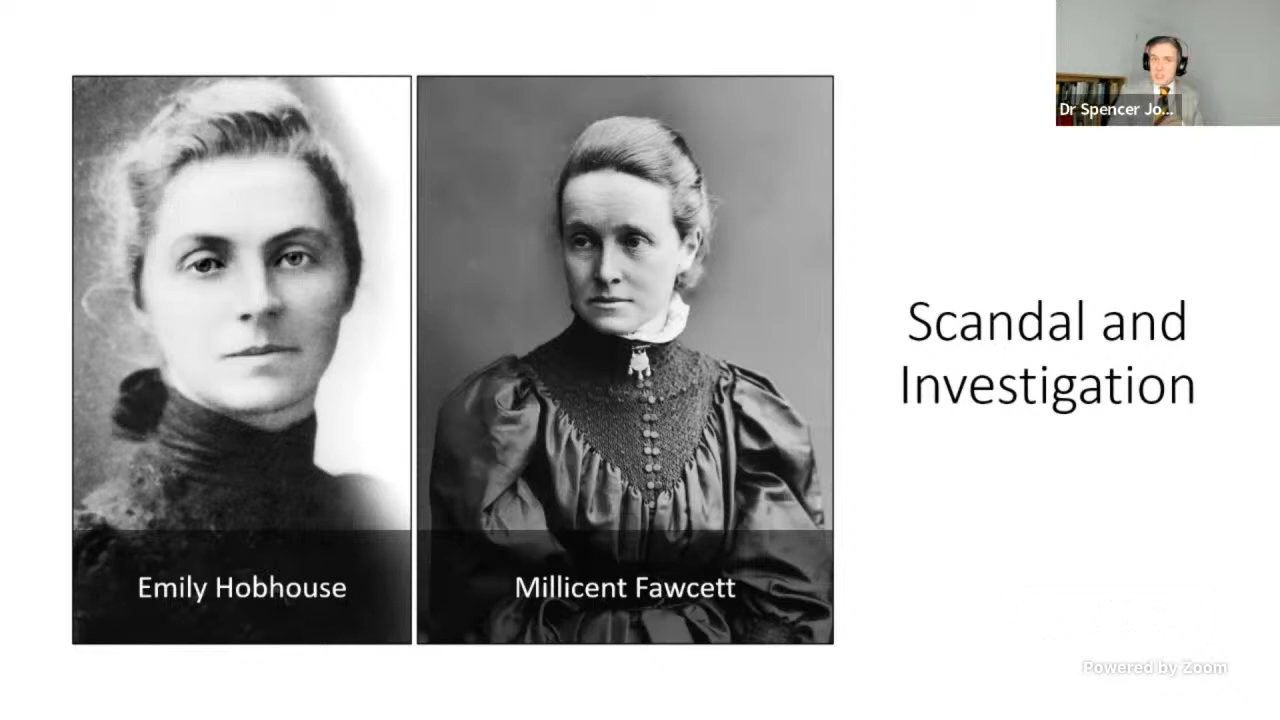 Dr Spencer Jo...
Scandal and
Investigation
Emily Hobhouse
Millicent Fawcett
Powered by Zoom